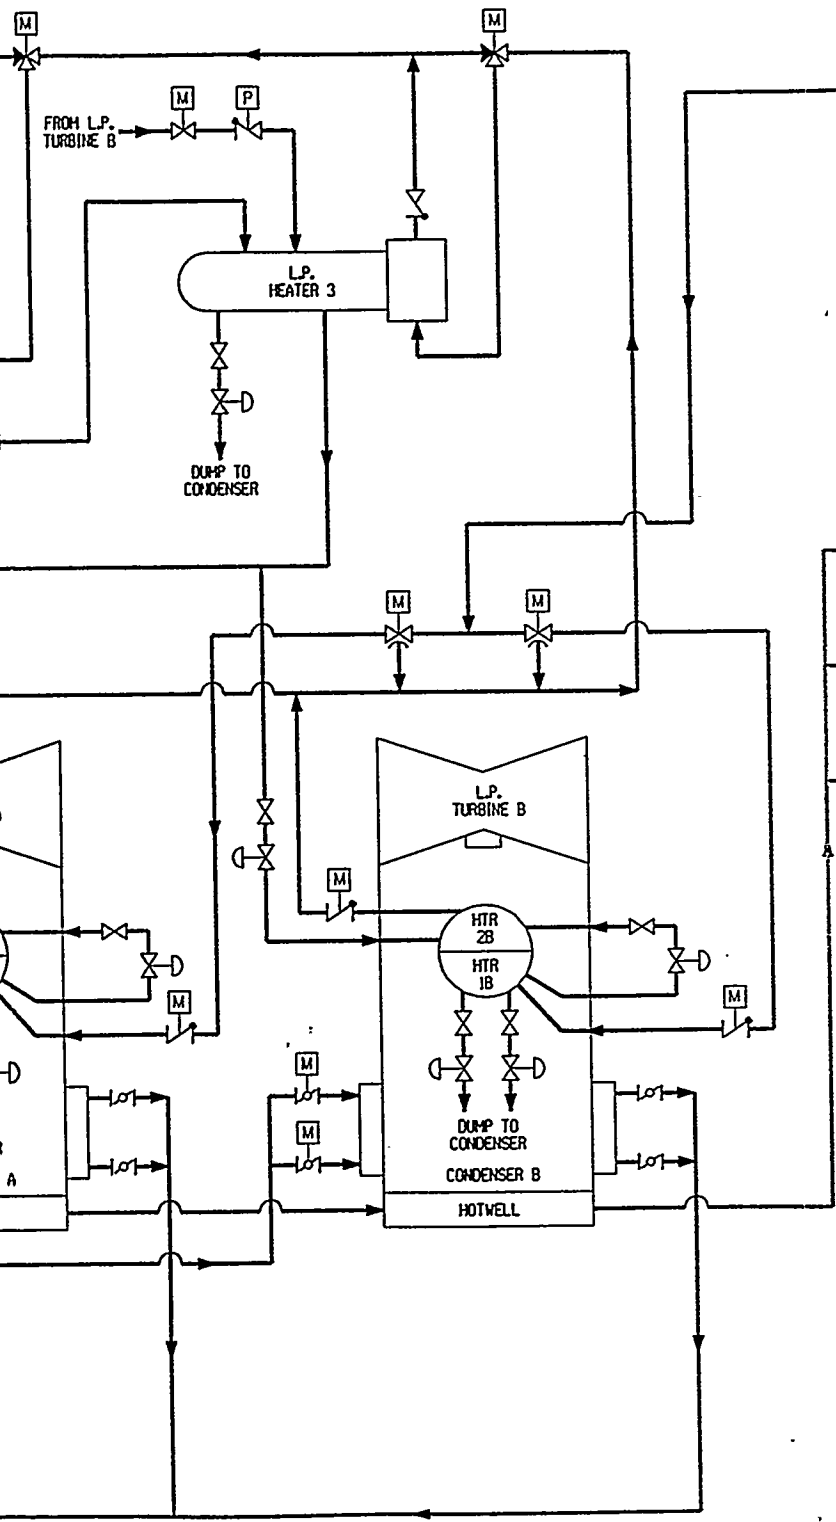 M
M
M
P
FROM L.P.
TURBINE B
L.P.
HEATER 3
DUMP TO
CONDENSER
M
M
L.P.
TURBINE B
M
HTR
2B
HTR
1B
M
M
M
M
DUMP TO
CONDENSER
CONDENSER B
A
HOTWELL